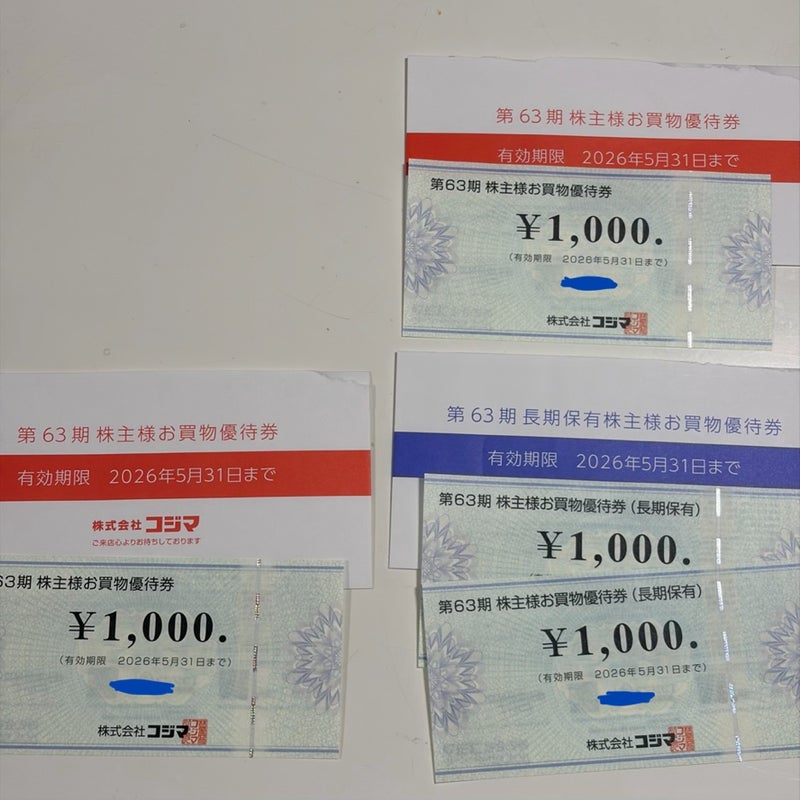 第63期 株主様お買物優待券
有効期限 2026年5月31日まで
第63期 株主様お買物優待券
¥1,000.
(有効期限 2026年5月31日まで)
株式会社コジマ
第63期 株主様お買物優待券
有効期限 2026年5月31日まで
株式会社コジマ
ご来店心よりお待ちしております
63期 株主様お買物優待券
¥1,000.
(有効期限 2026年5月31日まで)
株式会社コジマ
第63期 長期保有株主様お買物優待券
有効期限 2026年5月31日まで
第63期 株主様お買物優待券(長期保有)
¥1,000.
第63期 株主様お買物優待券(長期保有)
¥1,000.
(有効期限 2026年5月31日まで)
株式会社コジマ